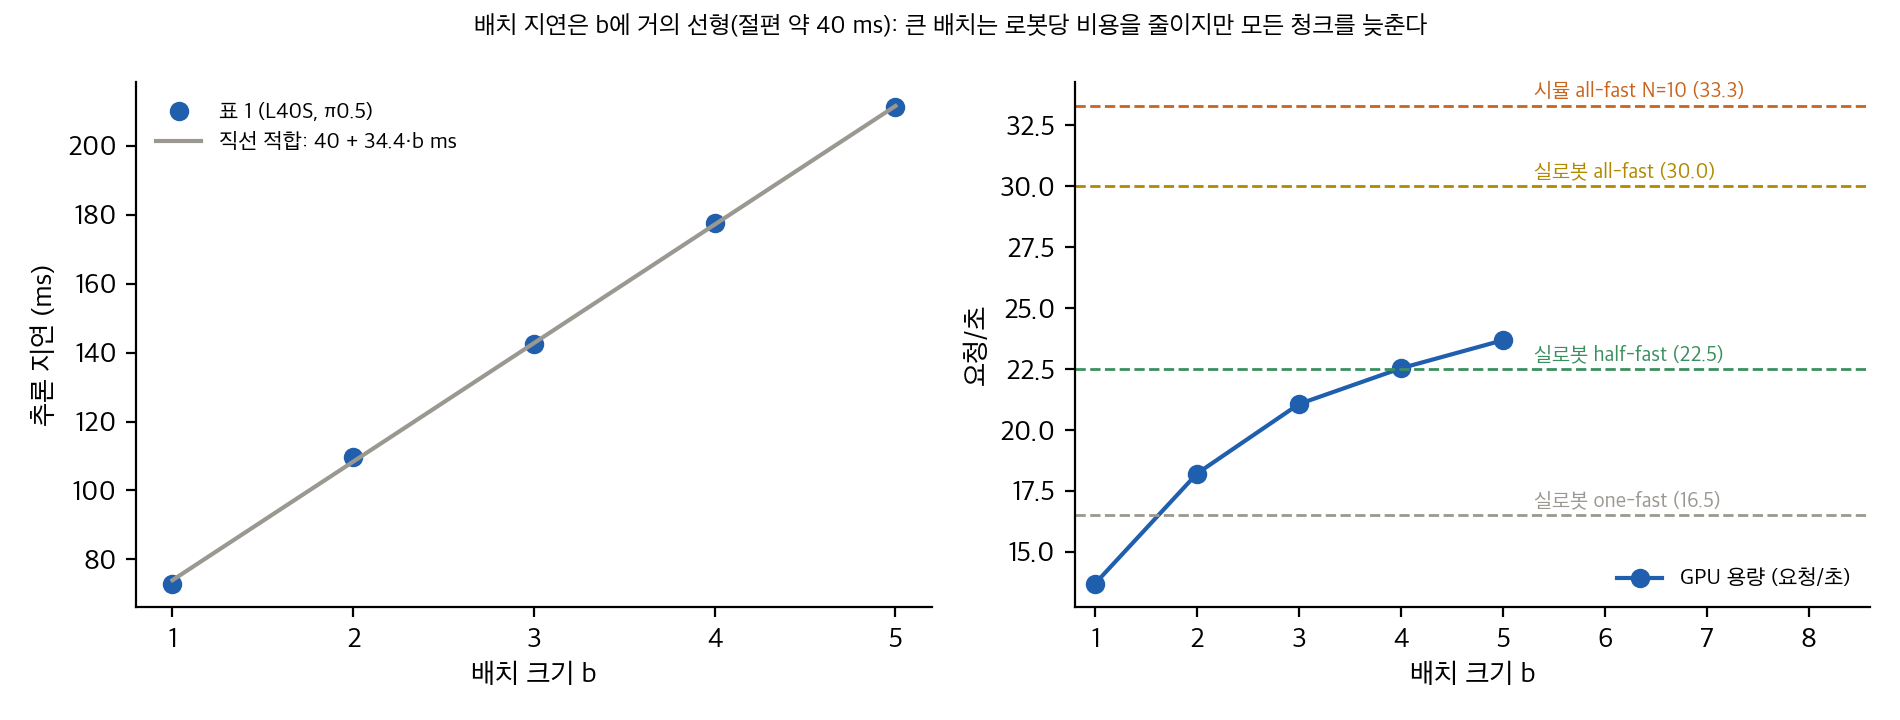 배치 지연은 b에 거의 선형(절편 약 40 ms): 큰 배치는 로봇당 비용을 줄이지만 모든 청크를 늦춘다
표 1 (L40S, π0.5)
직선 적합: 40 + 34.4·b ms
추론 지연 (ms)
200
180
160
140
120
100
80
1 2 3 4 5
배치 크기 b
요청/초
32.5
30.0
27.5
25.0
22.5
20.0
17.5
15.0
시뮬 all-fast N=10 (33.3)
실로봇 all-fast (30.0)
실로봇 half-fast (22.5)
실로봇 one-fast (16.5)
GPU 용량 (요청/초)
1 2 3 4 5 6 7 8
배치 크기 b